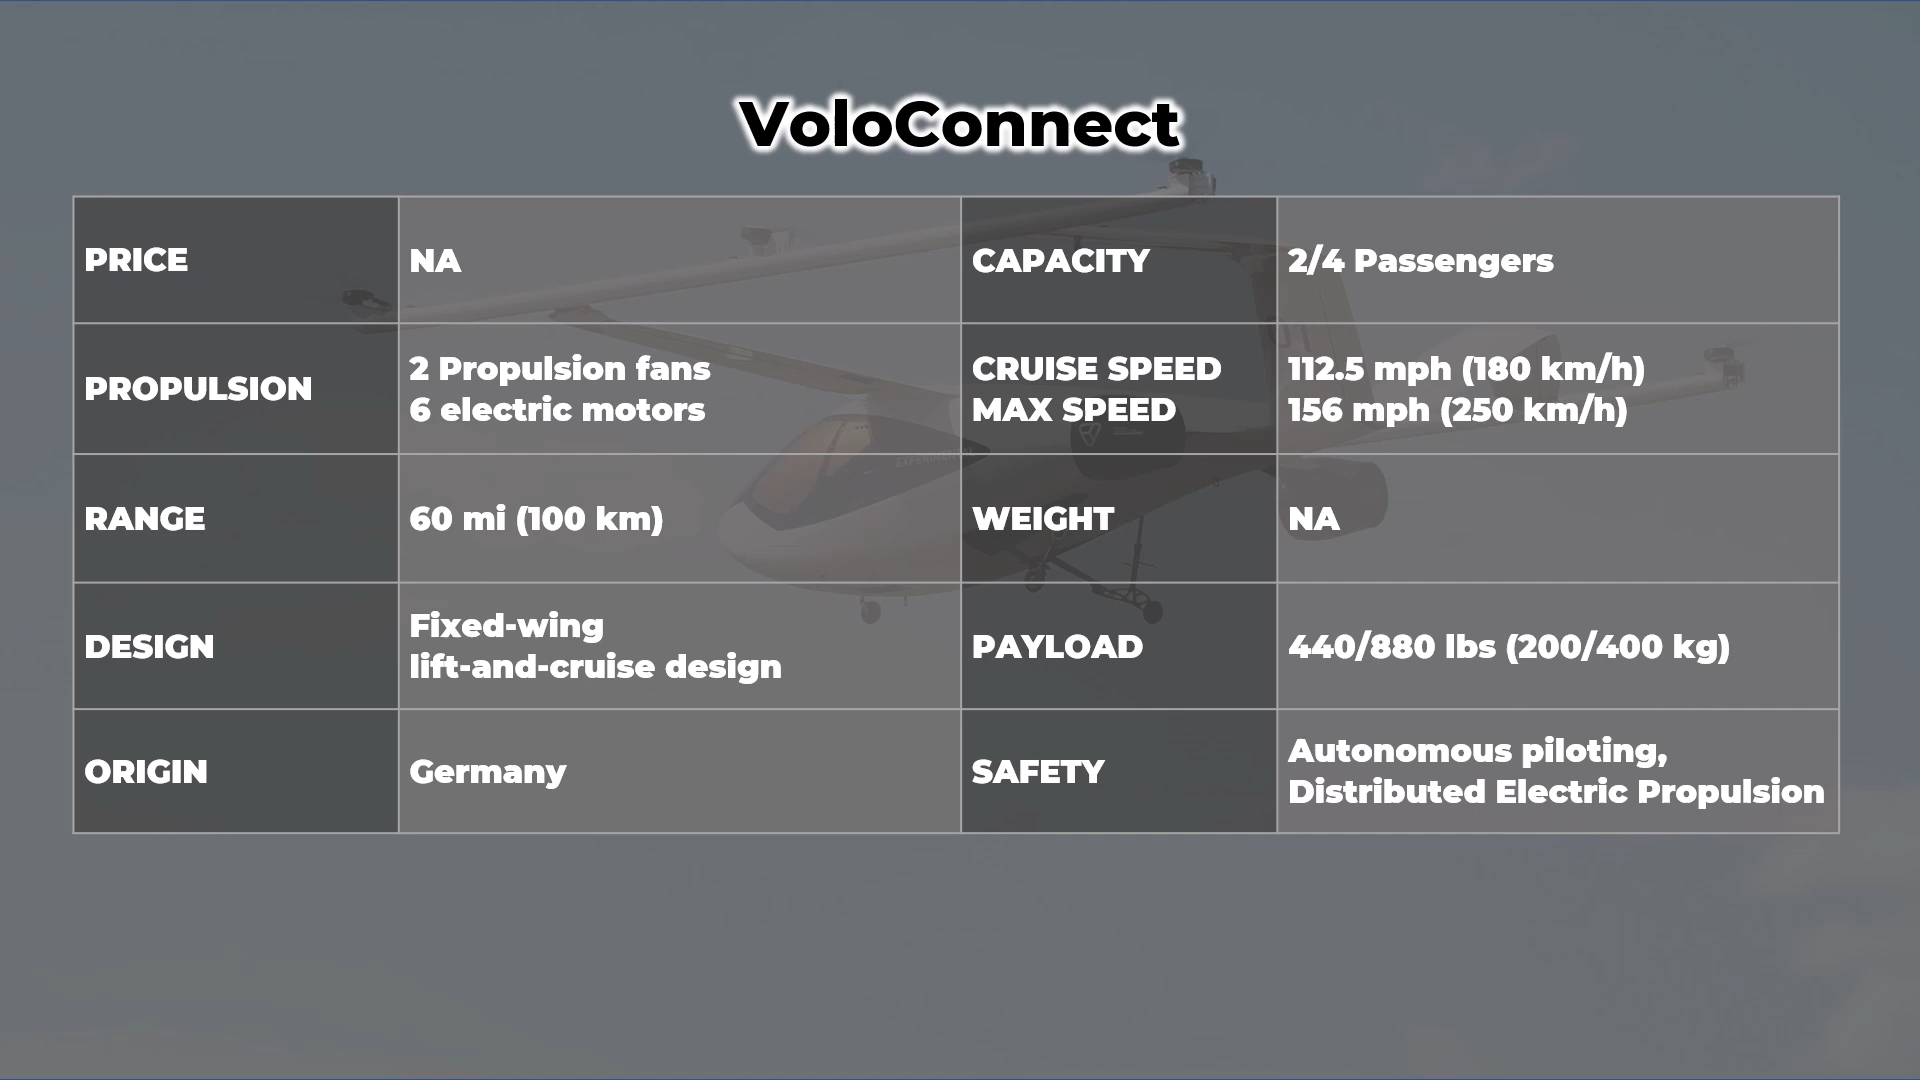 VoloConnect
PRICE
NA
CAPACITY
2/4 Passengers
PROPULSION
2 Propulsion fans
6 electric motors
CRUISE SPEED
MAX SPEED
112.5 mph (180 km/h)
156 mph (250 km/h)
RANGE
60 mi (100 km)
WEIGHT
NA
DESIGN
Fixed-wing
lift-and-cruise design
PAYLOAD
440/880 lbs (200/400 kg)
ORIGIN
Germany
SAFETY
Autonomous piloting,
Distributed Electric Propulsion
01
EXPERIMENTAL